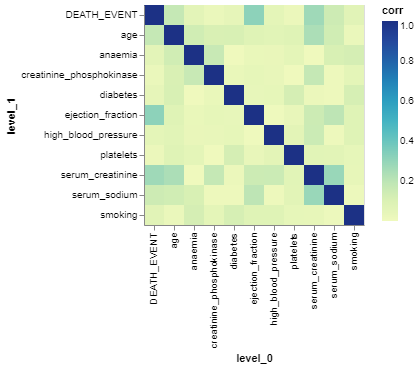 corr
1.0
0.8
0.6
0.4
0.2
level_1
DEATH_EVENT
age
anaemia
creatinine_phosphokinase
diabetes
ejection_fraction
high_blood_pressure
platelets
serum_creatinine
serum_sodium
smoking
DEATH_EVENT
age
anaemia
creatinine_phosphokinase
diabetes
ejection_fraction
high_blood_pressure
platelets
serum_creatinine
serum_sodium
smoking
level_0